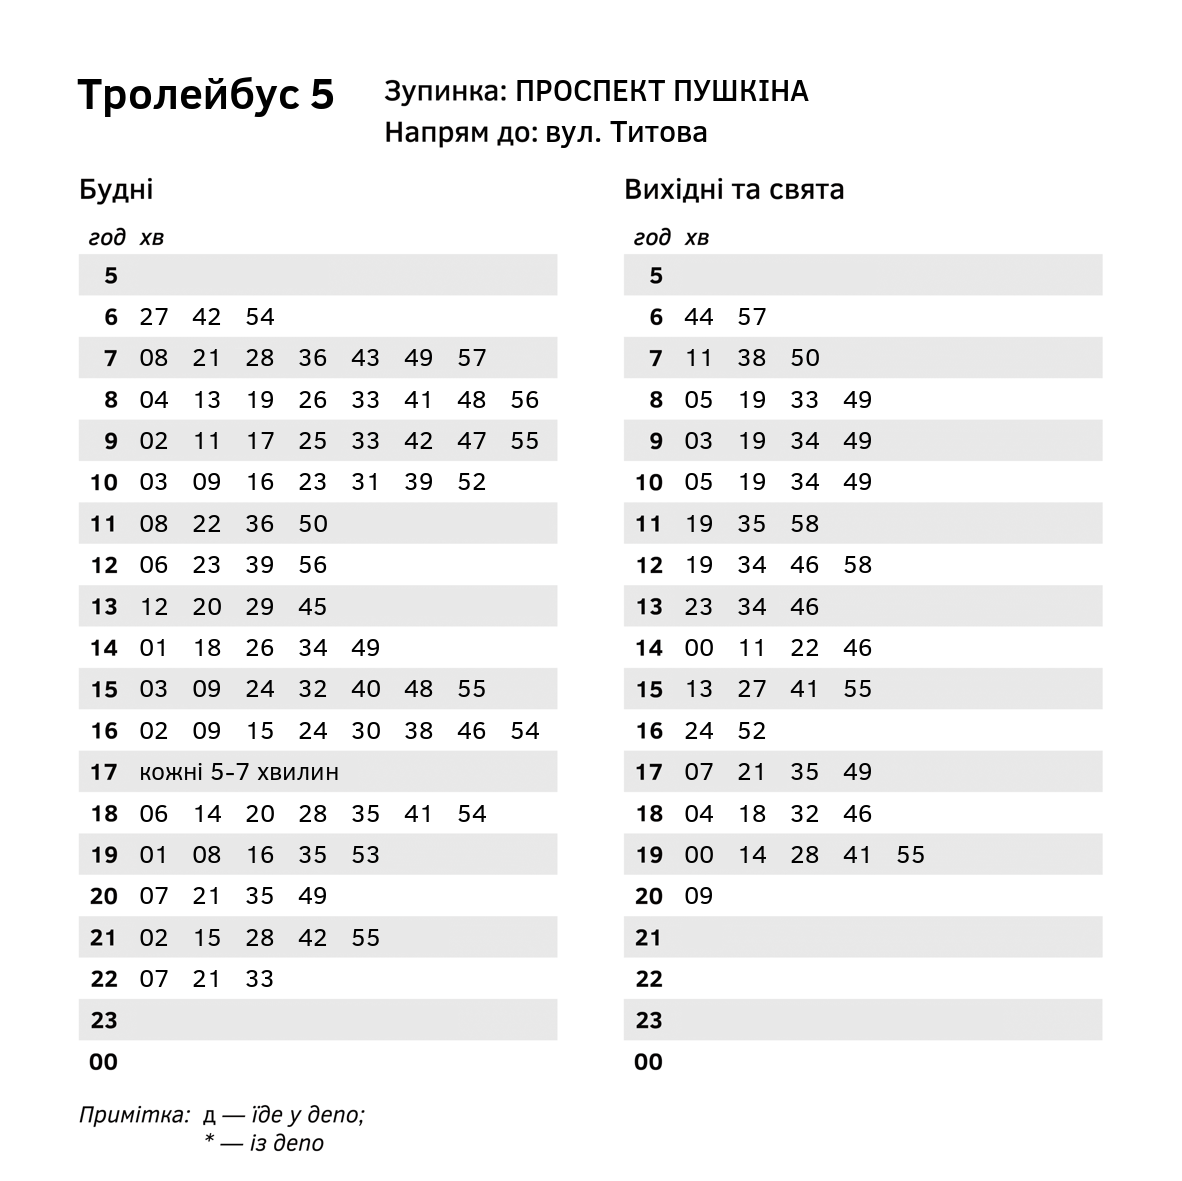 Тролейбус 5
Зупинка: ПРОСПЕКТ ПУШКІНА
Напрям до: вул. Титова
Будні
год хв
5
6 27 42 54
7 08 21 28 36 43 49 57
8 04 13 19 26 33 41 48 56
9 02 11 17 25 33 42 47 55
10 03 09 16 23 31 39 52
11 08 22 36 50
12 06 23 39 56
13 12 20 29 45
14 01 18 26 34 49
15 03 09 24 32 40 48 55
16 02 09 15 24 30 38 46 54
17 кожні 5-7 хвилин
18 06 14 20 28 35 41 54
19 01 08 16 35 53
20 07 21 35 49
21 02 15 28 42 55
22 07 21 33
23
00
Вихідні та свята
год хв
5
6 44 57
7 11 38 50
8 05 19 33 49
9 03 19 34 49
10 05 19 34 49
11 19 35 58
12 19 34 46 58
13 23 34 46
14 00 11 22 46
15 13 27 41 55
16 24 52
17 07 21 35 49
18 04 18 32 46
19 00 14 28 41 55
20 09
21
22
23
00
Примітка: д — їде у депо;
* — із депо